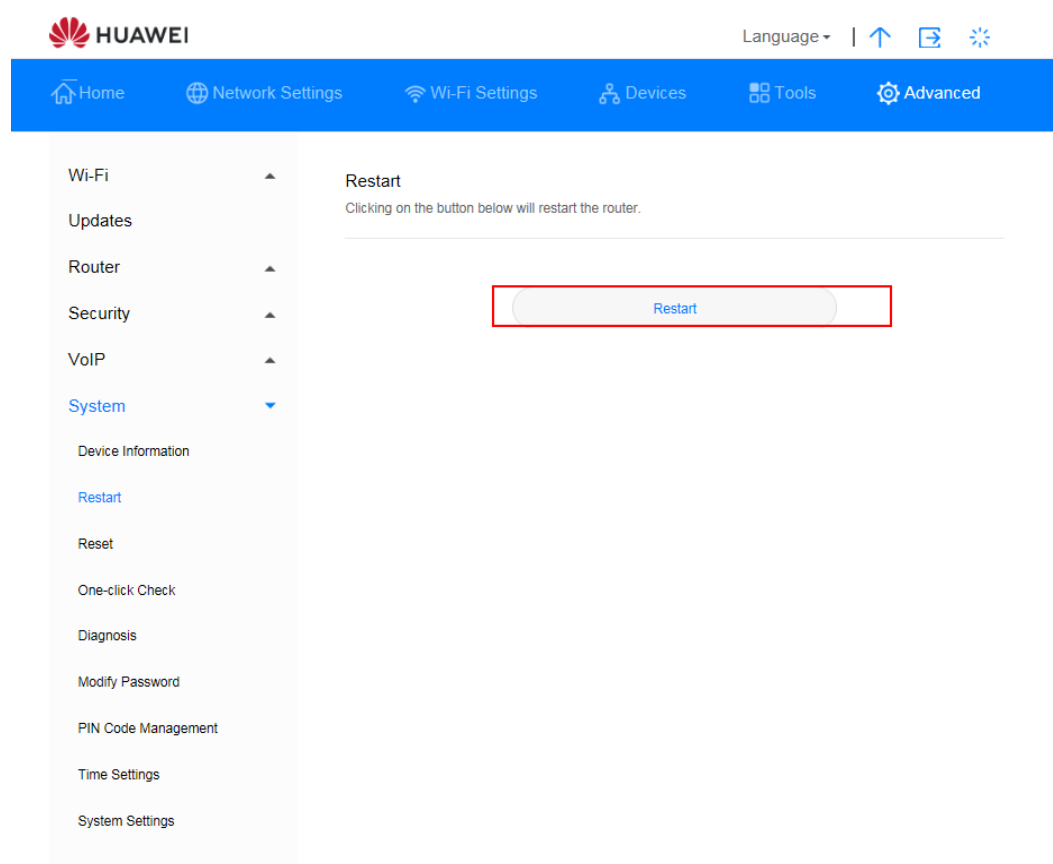 HUAWEI
Language
Home Network Settings Wi-Fi Settings Devices Tools Advanced
Wi-Fi
Updates
Router
Security
VoIP
System
Device Information
Restart
Reset
One-click Check
Diagnosis
Modify Password
PIN Code Management
Time Settings
System Settings
Restart
Clicking on the button below will restart the router.
Restart